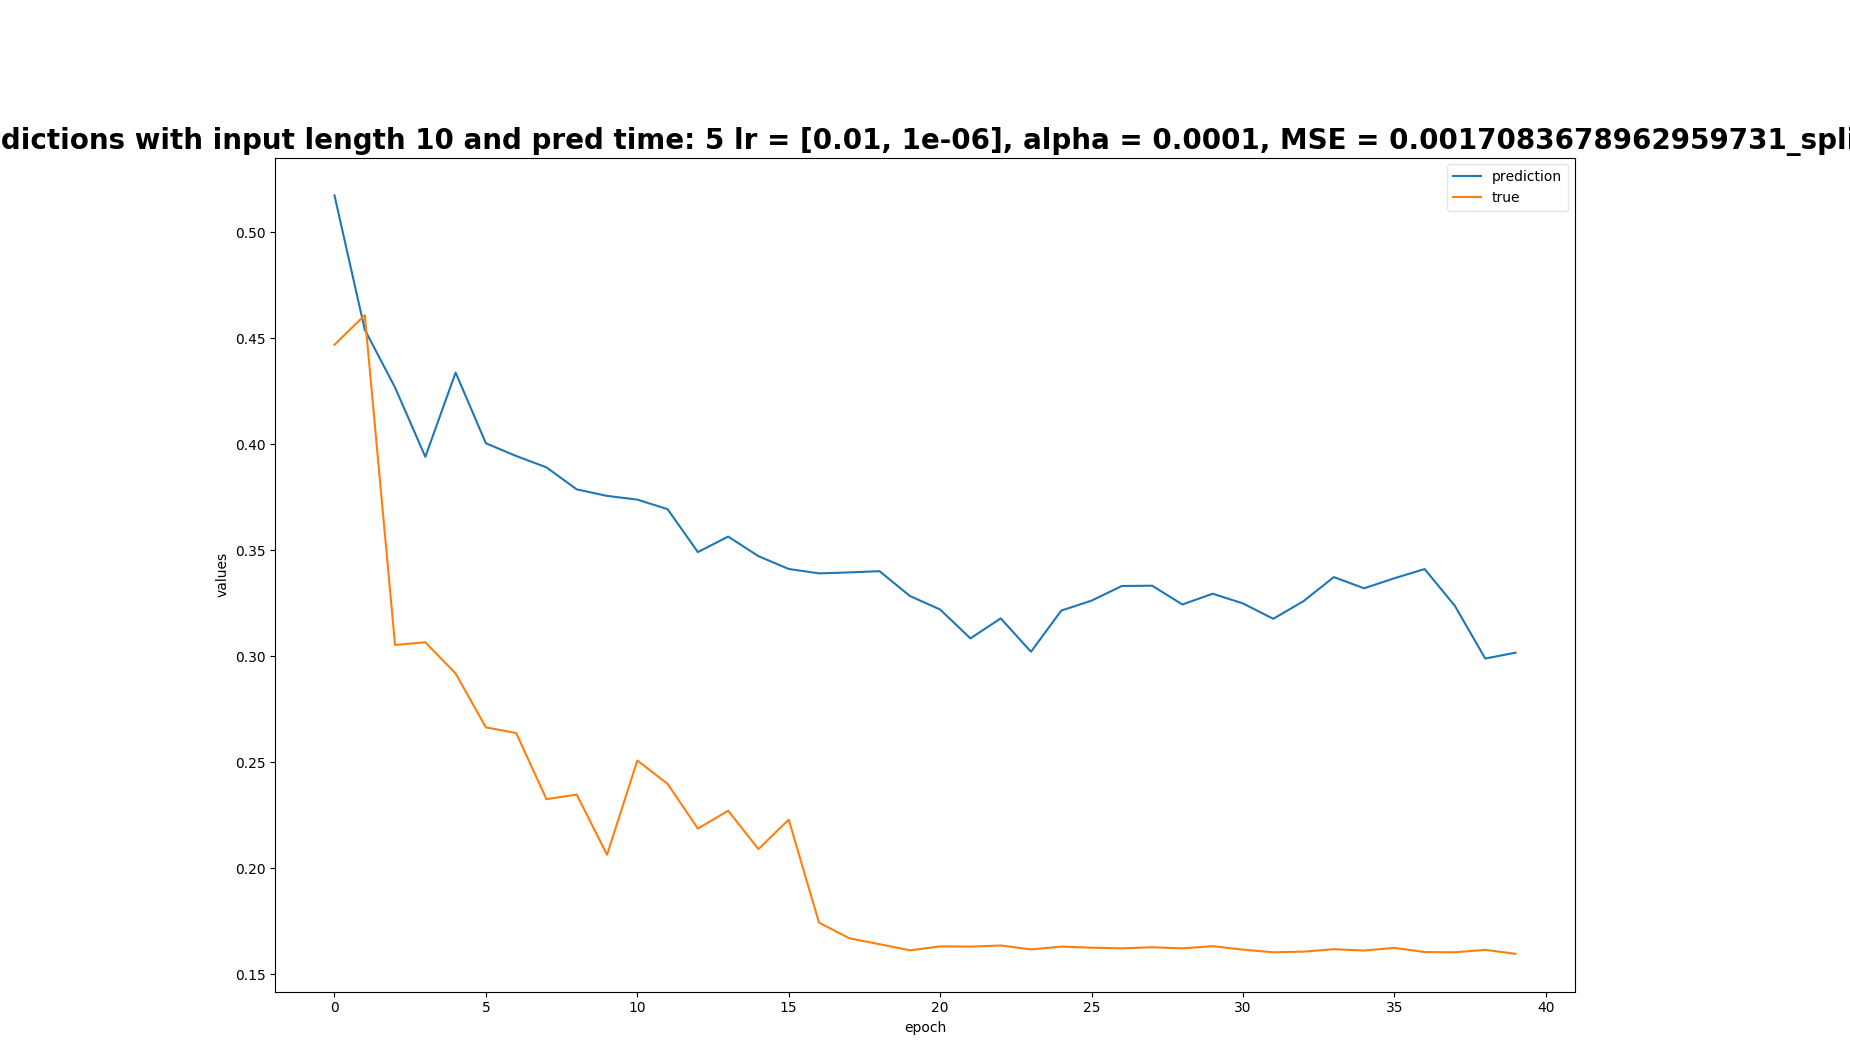 dictions with input length 10 and pred time: 5 lr = [0.01, 1e-06], alpha = 0.0001, MSE = 0.0017083678962959731_spli
prediction
true
0.50
0.45
0.40
0.35
0.30
0.25
0.20
0.15
values
0 5 10 15 20 25 30 35 40
epoch